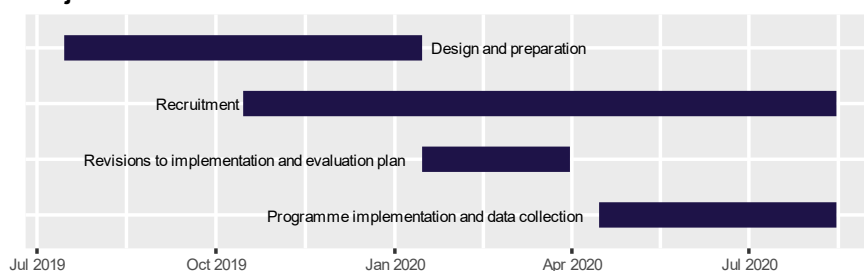 Design and preparation
Recruitment
Revisions to implementation and evaluation plan
Programme implementation and data collection
Jul 2019 Oct 2019 Jan 2020 Apr 2020 Jul 2020